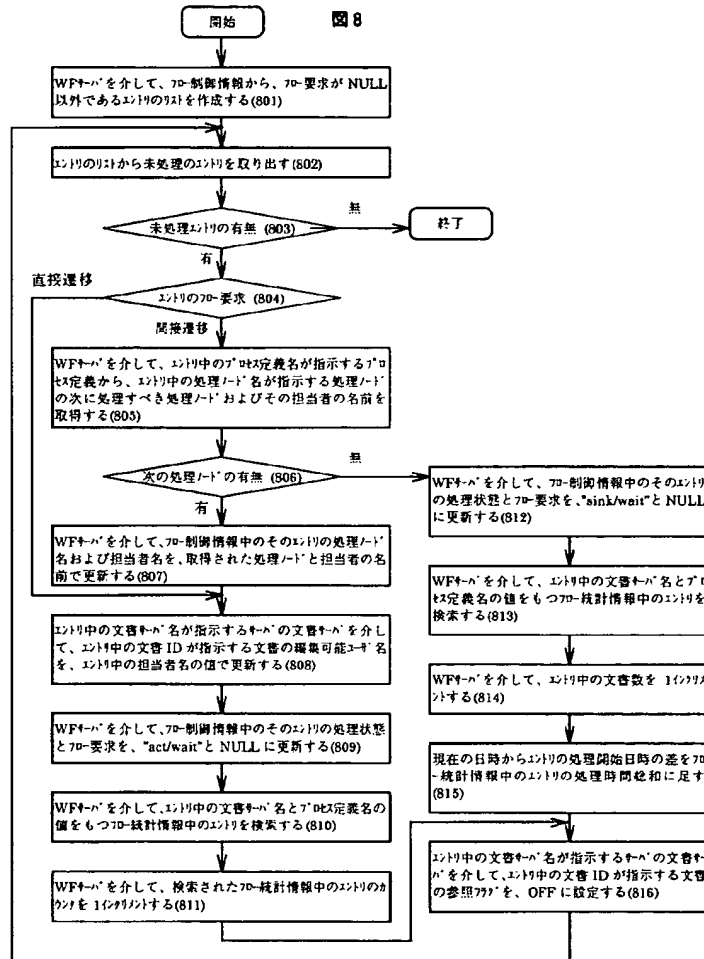 図8
開始
WFｻｰﾊﾞを介して、ﾌﾛｰ制御情報から、ﾌﾛｰ要求が NULL
以外であるｴﾝﾄﾘのリストを作成する(801)
ｴﾝﾄﾘのリストから未処理のｴﾝﾄﾘを取り出す(802)
未処理ｴﾝﾄﾘの有無 (803)
無
終了
有
直接遷移
ｴﾝﾄﾘのﾌﾛｰ要求 (804)
間接遷移
WFｻｰﾊﾞを介して、ｴﾝﾄﾘ中のﾌﾟﾛｾｽ定義名が指示するﾌﾟﾛ
ｾｽ定義から、ｴﾝﾄﾘ中の処理ﾉｰﾄﾞ名が指示する処理ﾉｰﾄﾞ
の次に処理すべき処理ﾉｰﾄﾞおよびその担当者の名前を
取得する(805)
次の処理ﾉｰﾄﾞの有無 (806)
無
有
WFｻｰﾊﾞを介して、ﾌﾛｰ制御情報中のそのｴﾝﾄﾘの処理ﾉｰﾄﾞ
名および担当者名を、取得された処理ﾉｰﾄﾞと担当者の名
前で更新する(807)
ｴﾝﾄﾘ中の文書ｻｰﾊﾞ名が指示するｻｰﾊﾞの文書ｻｰﾊﾞを介し
て、ｴﾝﾄﾘ中の文書 ID が指示する文書の編集可能ﾕｰｻﾞ名
を、ｴﾝﾄﾘ中の担当者名の値で更新する(808)
WFｻｰﾊﾞを介して、ﾌﾛｰ制御情報中のそのｴﾝﾄﾘの処理状態
とﾌﾛｰ要求を、"act/wait"と NULL に更新する(809)
WFｻｰﾊﾞを介して、ｴﾝﾄﾘ中の文書ｻｰﾊﾞ名とﾌﾟﾛｾｽ定義名の
値をもつﾌﾛｰ統計情報中のｴﾝﾄﾘを検索する(810)
WFｻｰﾊﾞを介して、検索されたﾌﾛｰ統計情報中のｴﾝﾄﾘのｶ
ｳﾝﾀを 1ｲﾝｸﾘﾒﾝﾄする(811)
WFｻｰﾊﾞを介して、ﾌﾛｰ制御情報中のそのｴﾝﾄﾘ
の処理状態とﾌﾛｰ要求を、"sink/wait"と NULL
に更新する(812)
WFｻｰﾊﾞを介して、ｴﾝﾄﾘ中の文書ｻｰﾊﾞ名とﾌﾟﾛ
ｾｽ定義名の値をもつﾌﾛｰ統計情報中のｴﾝﾄﾘを
検索する(813)
WFｻｰﾊﾞを介して、ｴﾝﾄﾘ中の文書数を 1ｲﾝｸﾘﾒ
ﾝﾄする(814)
現在の日時からｴﾝﾄﾘの処理開始日時の差をﾌﾛ
ｰ統計情報中のｴﾝﾄﾘの処理時間総和に足す
(815)
ｴﾝﾄﾘ中の文書ｻｰﾊﾞ名が指示するｻｰﾊﾞの文書ｻｰ
ﾊﾞを介して、ｴﾝﾄﾘ中の文書 ID が指示する文書
の参照ﾌﾗｸﾞを、OFF に設定する(816)